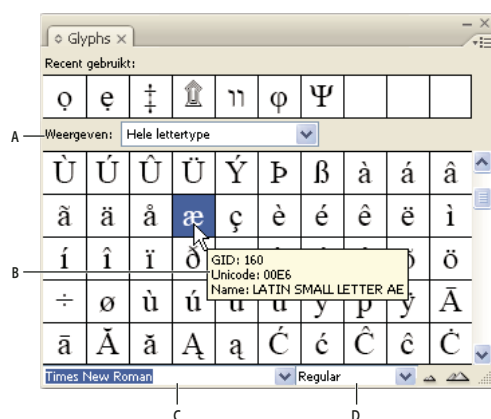 Glyphs ×
Recent gebruikt:
ọ ẹ ‡ ײ φ Ψ
A Weergeven: Hele lettertype
Ù Ú Û Ü Ý Þ ß à á â
ã ä å æ ç è é ê ë ì
í î ï ð ö
B GID: 160
Unicode: 00E6
Name: LATIN SMALL LETTER AE
÷ ø ù ú û ü ý þ ÿ Ā
ā Ă ă Ą ą Ć ć Ĉ ĉ Ċ
Times New Roman Regular
C D